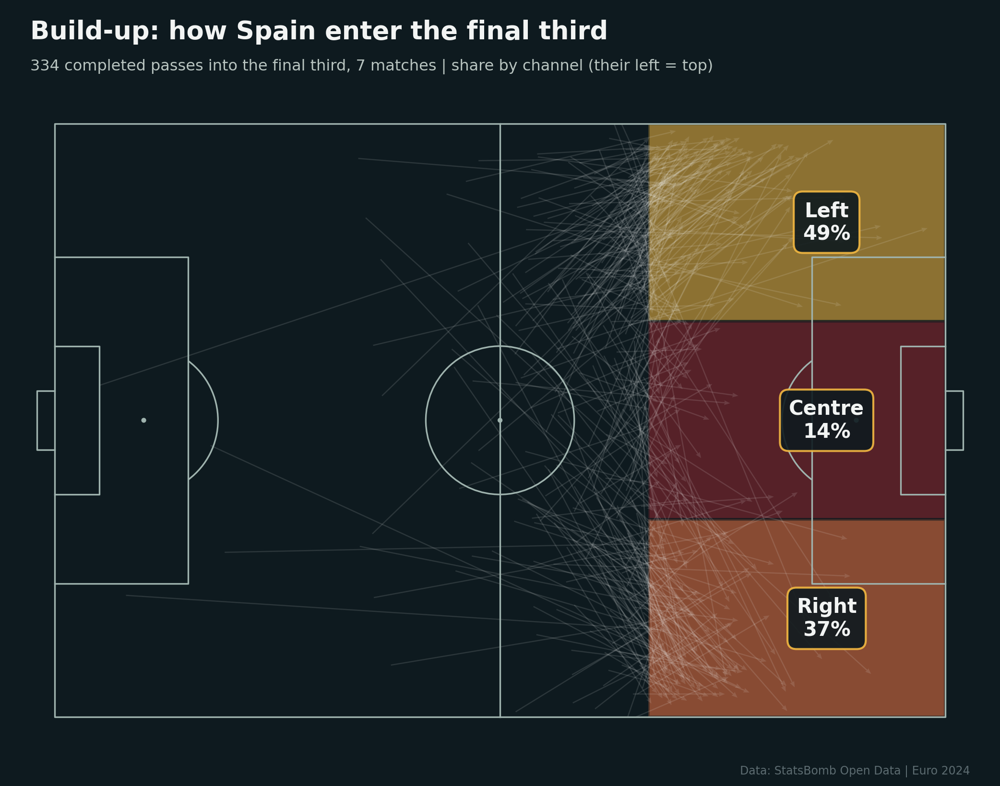 Build-up: how Spain enter the final third
334 completed passes into the final third, 7 matches | share by channel (their left = top)
Left
49%
Centre
14%
Right
37%
Data: StatsBomb Open Data | Euro 2024